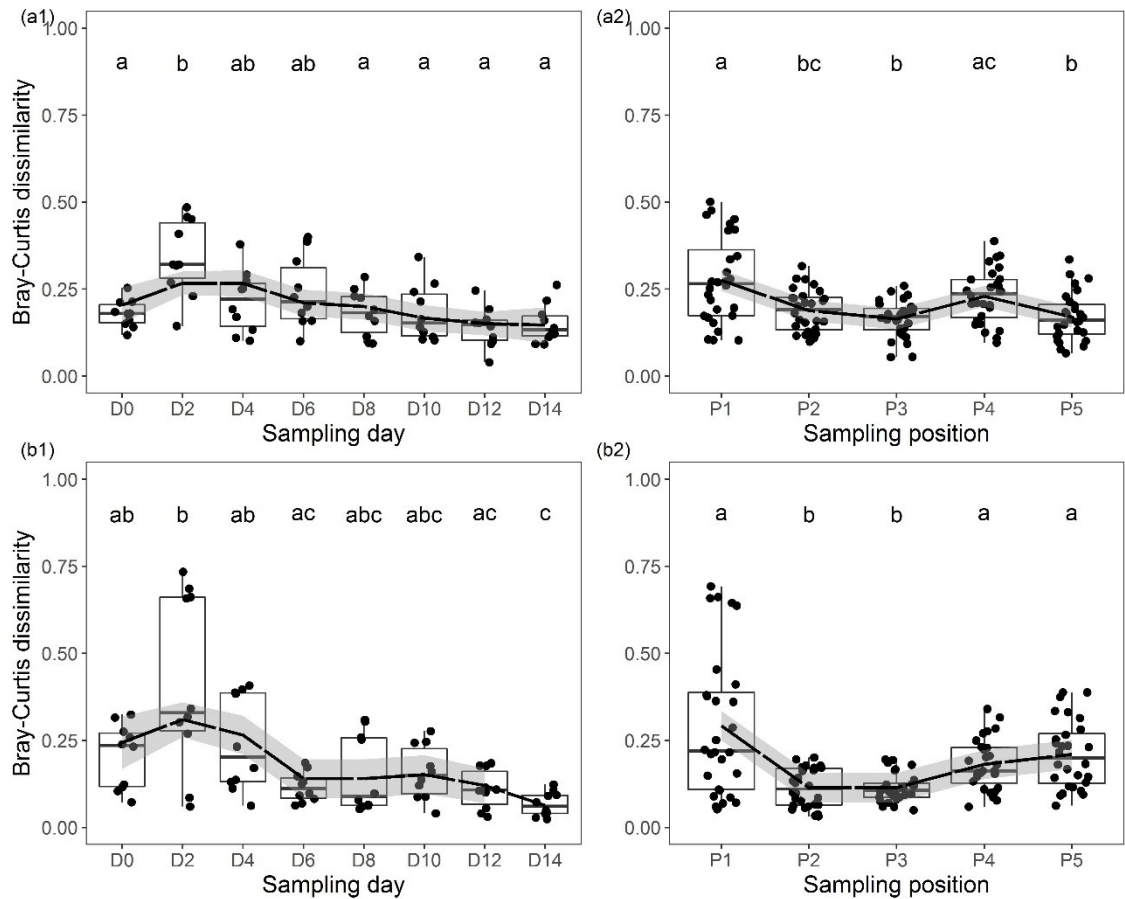 (a1)
1.00
0.75
0.50
0.25
0.00
Bray-Curtis dissimilarity
a b ab ab a a a a
D0 D2 D4 D6 D8 D10 D12 D14
Sampling day
(a2)
1.00
0.75
0.50
0.25
0.00
a bc b ac b
P1 P2 P3 P4 P5
Sampling position
(b1)
1.00
0.75
0.50
0.25
0.00
Bray-Curtis dissimilarity
ab b ab ac abc abc ac c
D0 D2 D4 D6 D8 D10 D12 D14
Sampling day
(b2)
1.00
0.75
0.50
0.25
0.00
a b b a a
P1 P2 P3 P4 P5
Sampling position